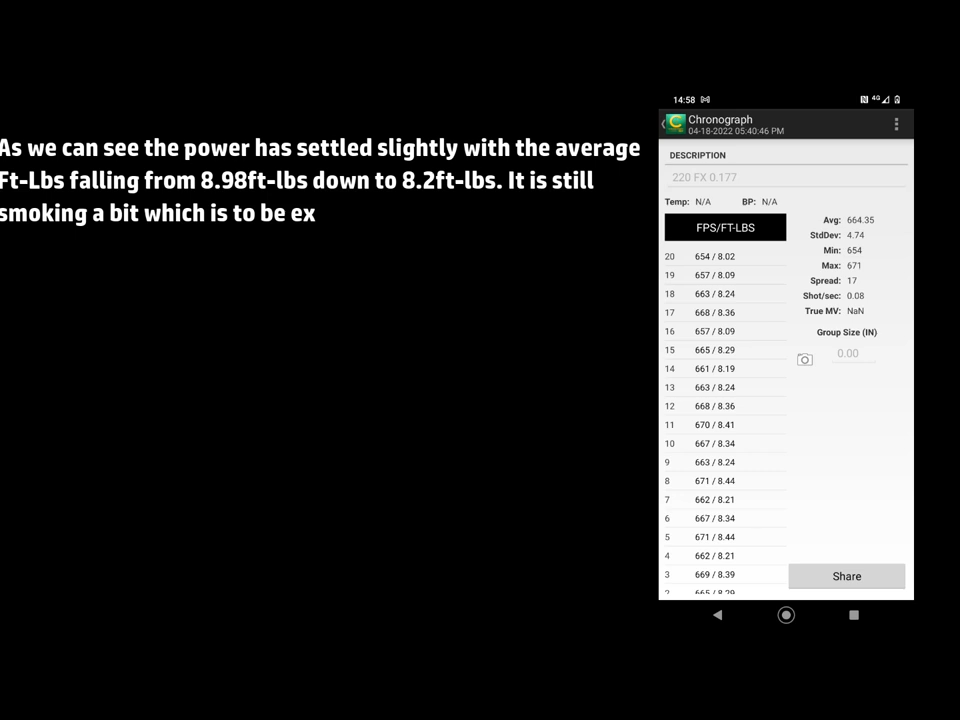 As we can see the power has settled slightly with the average
Ft-Lbs falling from 8.98ft-lbs down to 8.2ft-lbs. It is still
smoking a bit which is to be ex
14:58
4G
Chronograph
04-18-2022 05:40:46 PM
DESCRIPTION
220 FX 0.177
Temp: N/A BP: N/A
FPS/FT-LBS
20 654 / 8.02
19 657 / 8.09
18 663 / 8.24
17 668 / 8.36
16 657 / 8.09
15 665 / 8.29
14 661 / 8.19
13 663 / 8.24
12 668 / 8.36
11 670 / 8.41
10 667 / 8.34
9 663 / 8.24
8 671 / 8.44
7 662 / 8.21
6 667 / 8.34
5 671 / 8.44
4 662 / 8.21
3 669 / 8.39
2 665 / 8.29
Avg: 664.35
StdDev: 4.74
Min: 654
Max: 671
Spread: 17
Shot/sec: 0.08
True MV: NaN
Group Size (IN)
0.00
Share